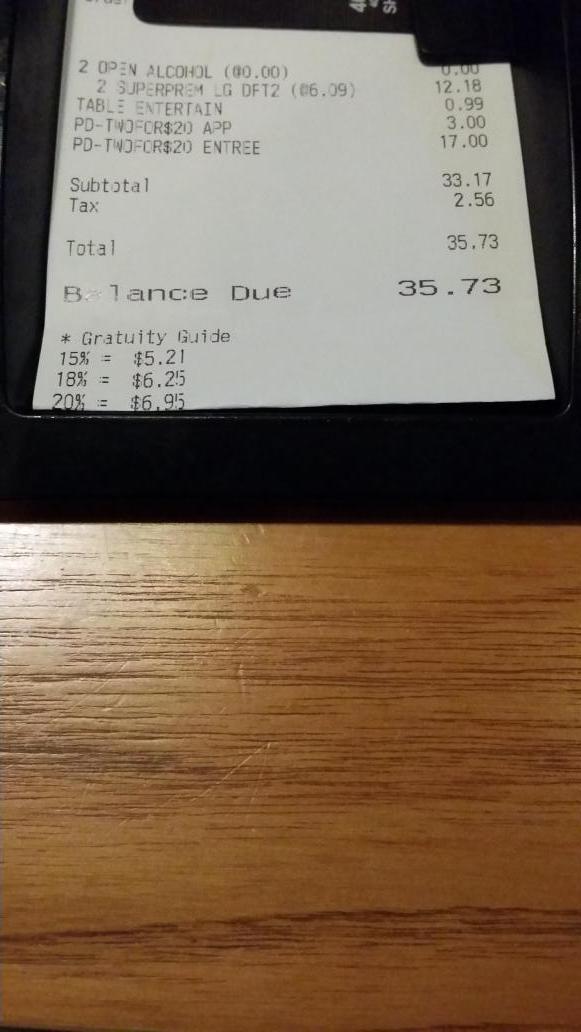 2 OPEN ALCOHOL (@0.00) 0.00
2 SUPERPREM LG DFT2 (@6.09) 12.18
TABLE ENTERTAIN 0.99
PD-TWOFOR$20 APP 3.00
PD-TWOFOR$20 ENTREE 17.00
Subtotal 33.17
Tax 2.56
Total 35.73
Balance Due 35.73
* Gratuity Guide
15% = $5.21
18% = $6.25
20% = $6.95